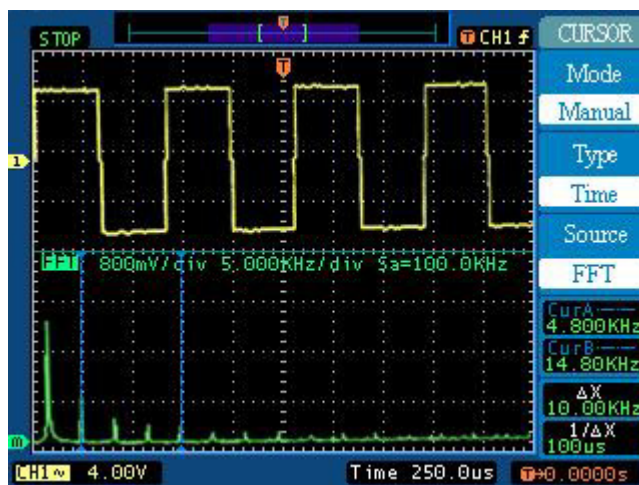 STOP
T
T CH1
CURSOR
Mode
Manual
Type
Time
Source
FFT
T
1
FFT 800mV/div 5.000KHz/div Sa=100.0KHz
CurA
4.800KHz
CurB
14.80KHz
ΔX
10.00KHz
1/ΔX
100us
m
CH1~ 4.00V Time 250.0us T→0.0000s